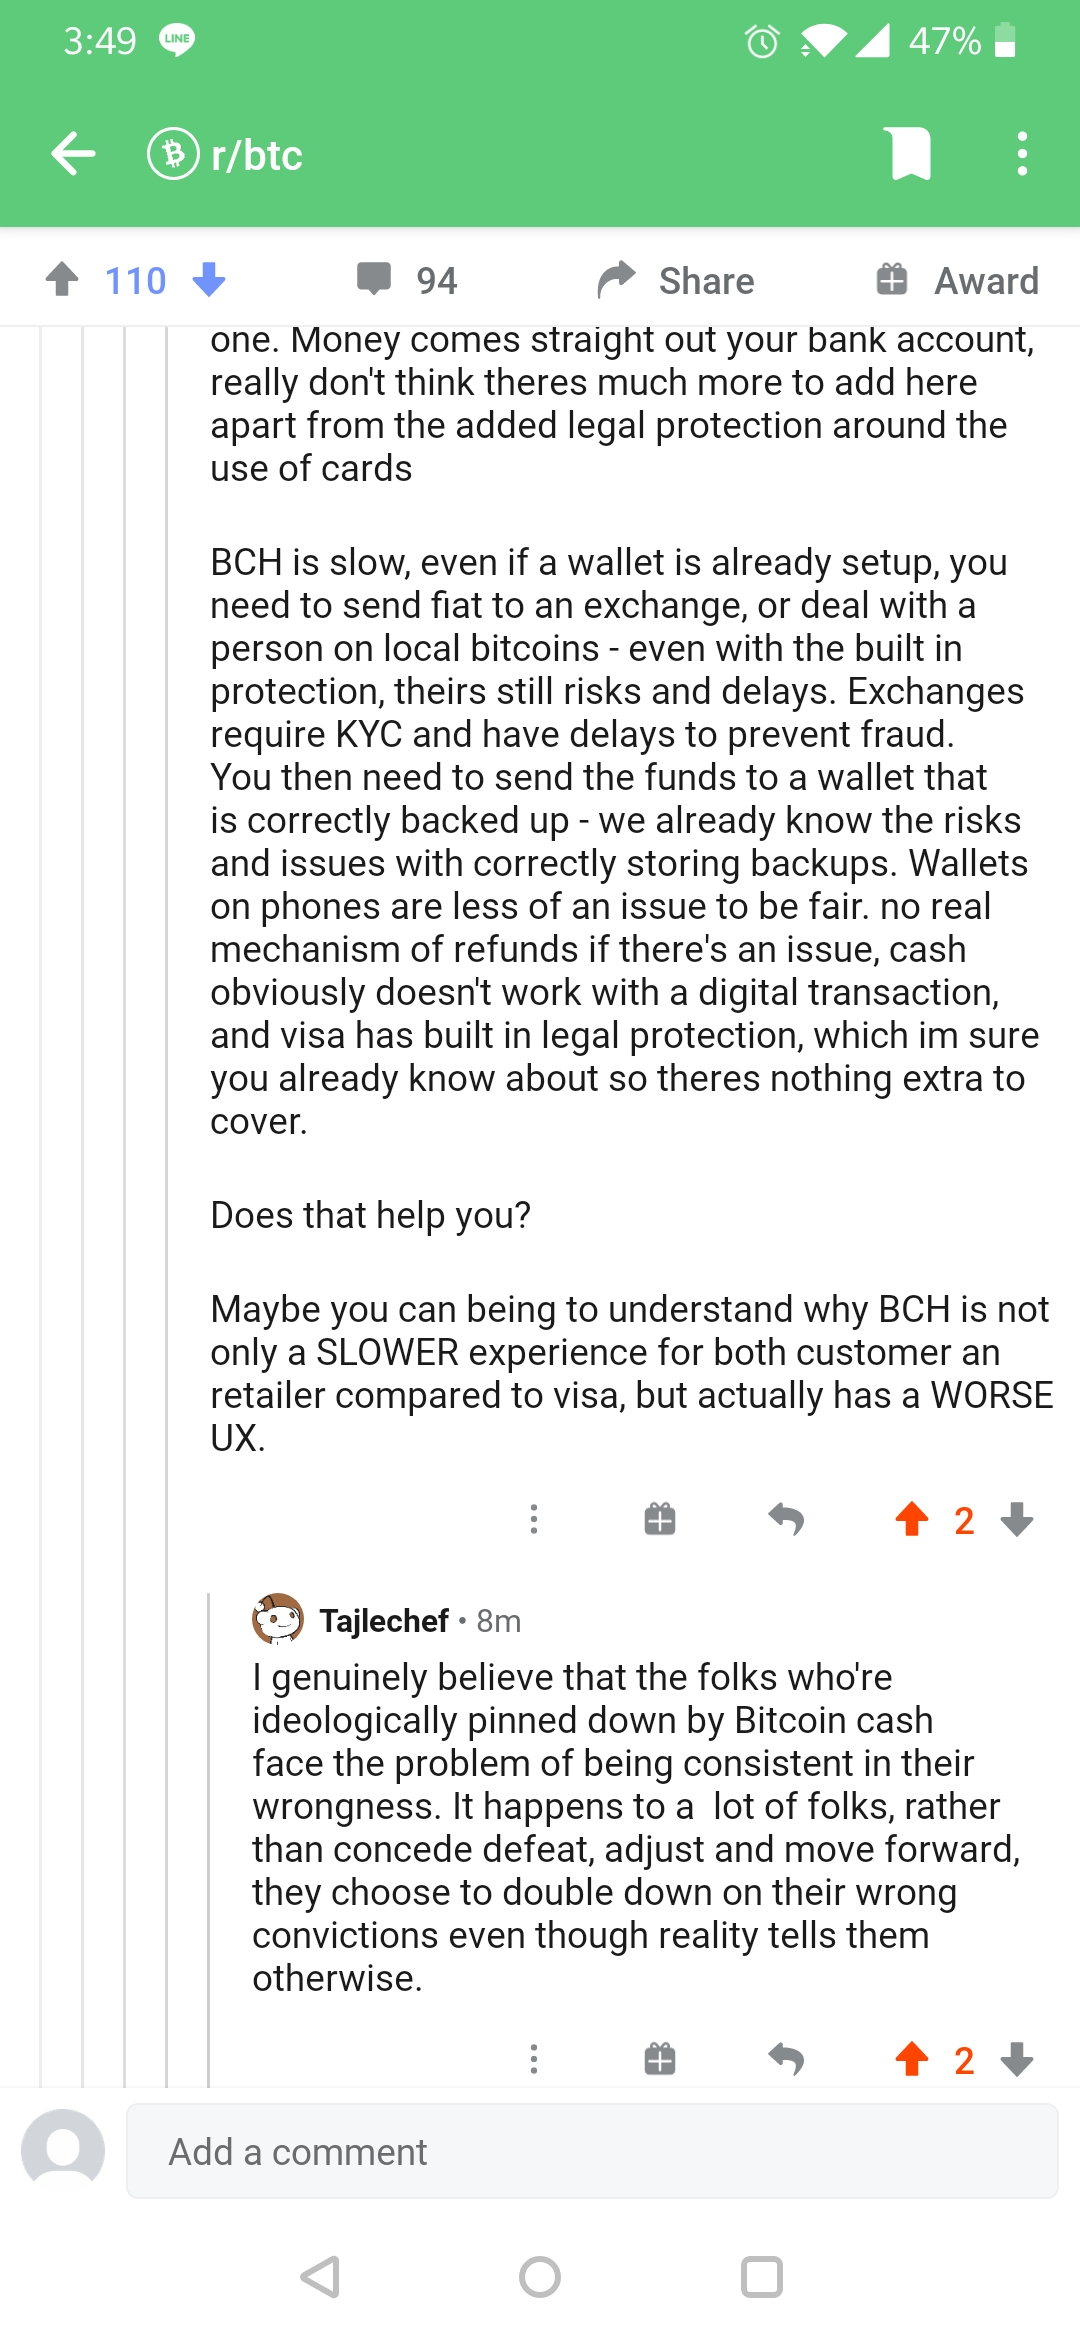 3:49 LINE 47%
r/btc
110 94 Share Award
one. Money comes straight out your bank account,
really don't think theres much more to add here
apart from the added legal protection around the
use of cards
BCH is slow, even if a wallet is already setup, you
need to send fiat to an exchange, or deal with a
person on local bitcoins - even with the built in
protection, theirs still risks and delays. Exchanges
require KYC and have delays to prevent fraud.
You then need to send the funds to a wallet that
is correctly backed up - we already know the risks
and issues with correctly storing backups. Wallets
on phones are less of an issue to be fair. no real
mechanism of refunds if there's an issue, cash
obviously doesn't work with a digital transaction,
and visa has built in legal protection, which im sure
you already know about so theres nothing extra to
cover.
Does that help you?
Maybe you can being to understand why BCH is not
only a SLOWER experience for both customer an
retailer compared to visa, but actually has a WORSE
UX.
2
Tajlechef • 8m
I genuinely believe that the folks who're
ideologically pinned down by Bitcoin cash
face the problem of being consistent in their
wrongness. It happens to a  lot of folks, rather
than concede defeat, adjust and move forward,
they choose to double down on their wrong
convictions even though reality tells them
otherwise.
2
Add a comment